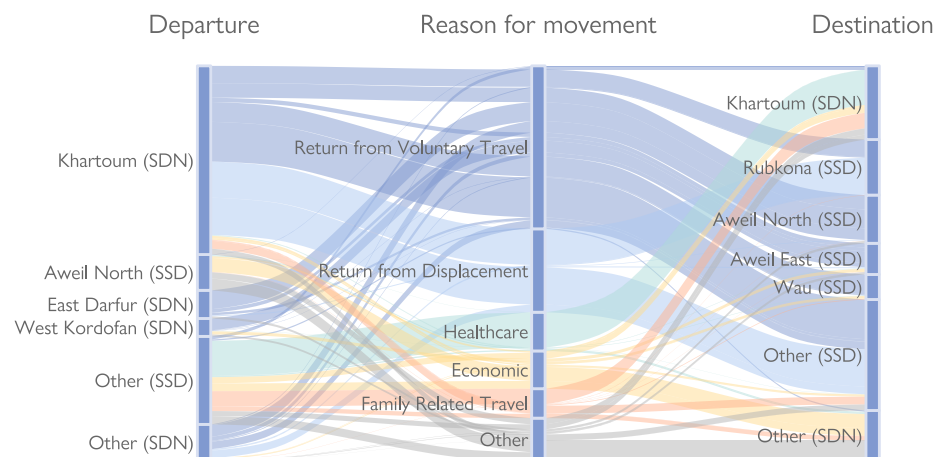 Departure
Reason for movement
Destination
Khartoum (SDN)
Aweil North (SSD)
East Darfur (SDN)
West Kordofan (SDN)
Other (SSD)
Other (SDN)
Return from Voluntary Travel
Return from Displacement
Healthcare
Economic
Family Related Travel
Other
Khartoum (SDN)
Rubkona (SSD)
Aweil North (SSD)
Aweil East (SSD)
Wau (SSD)
Other (SSD)
Other (SDN)